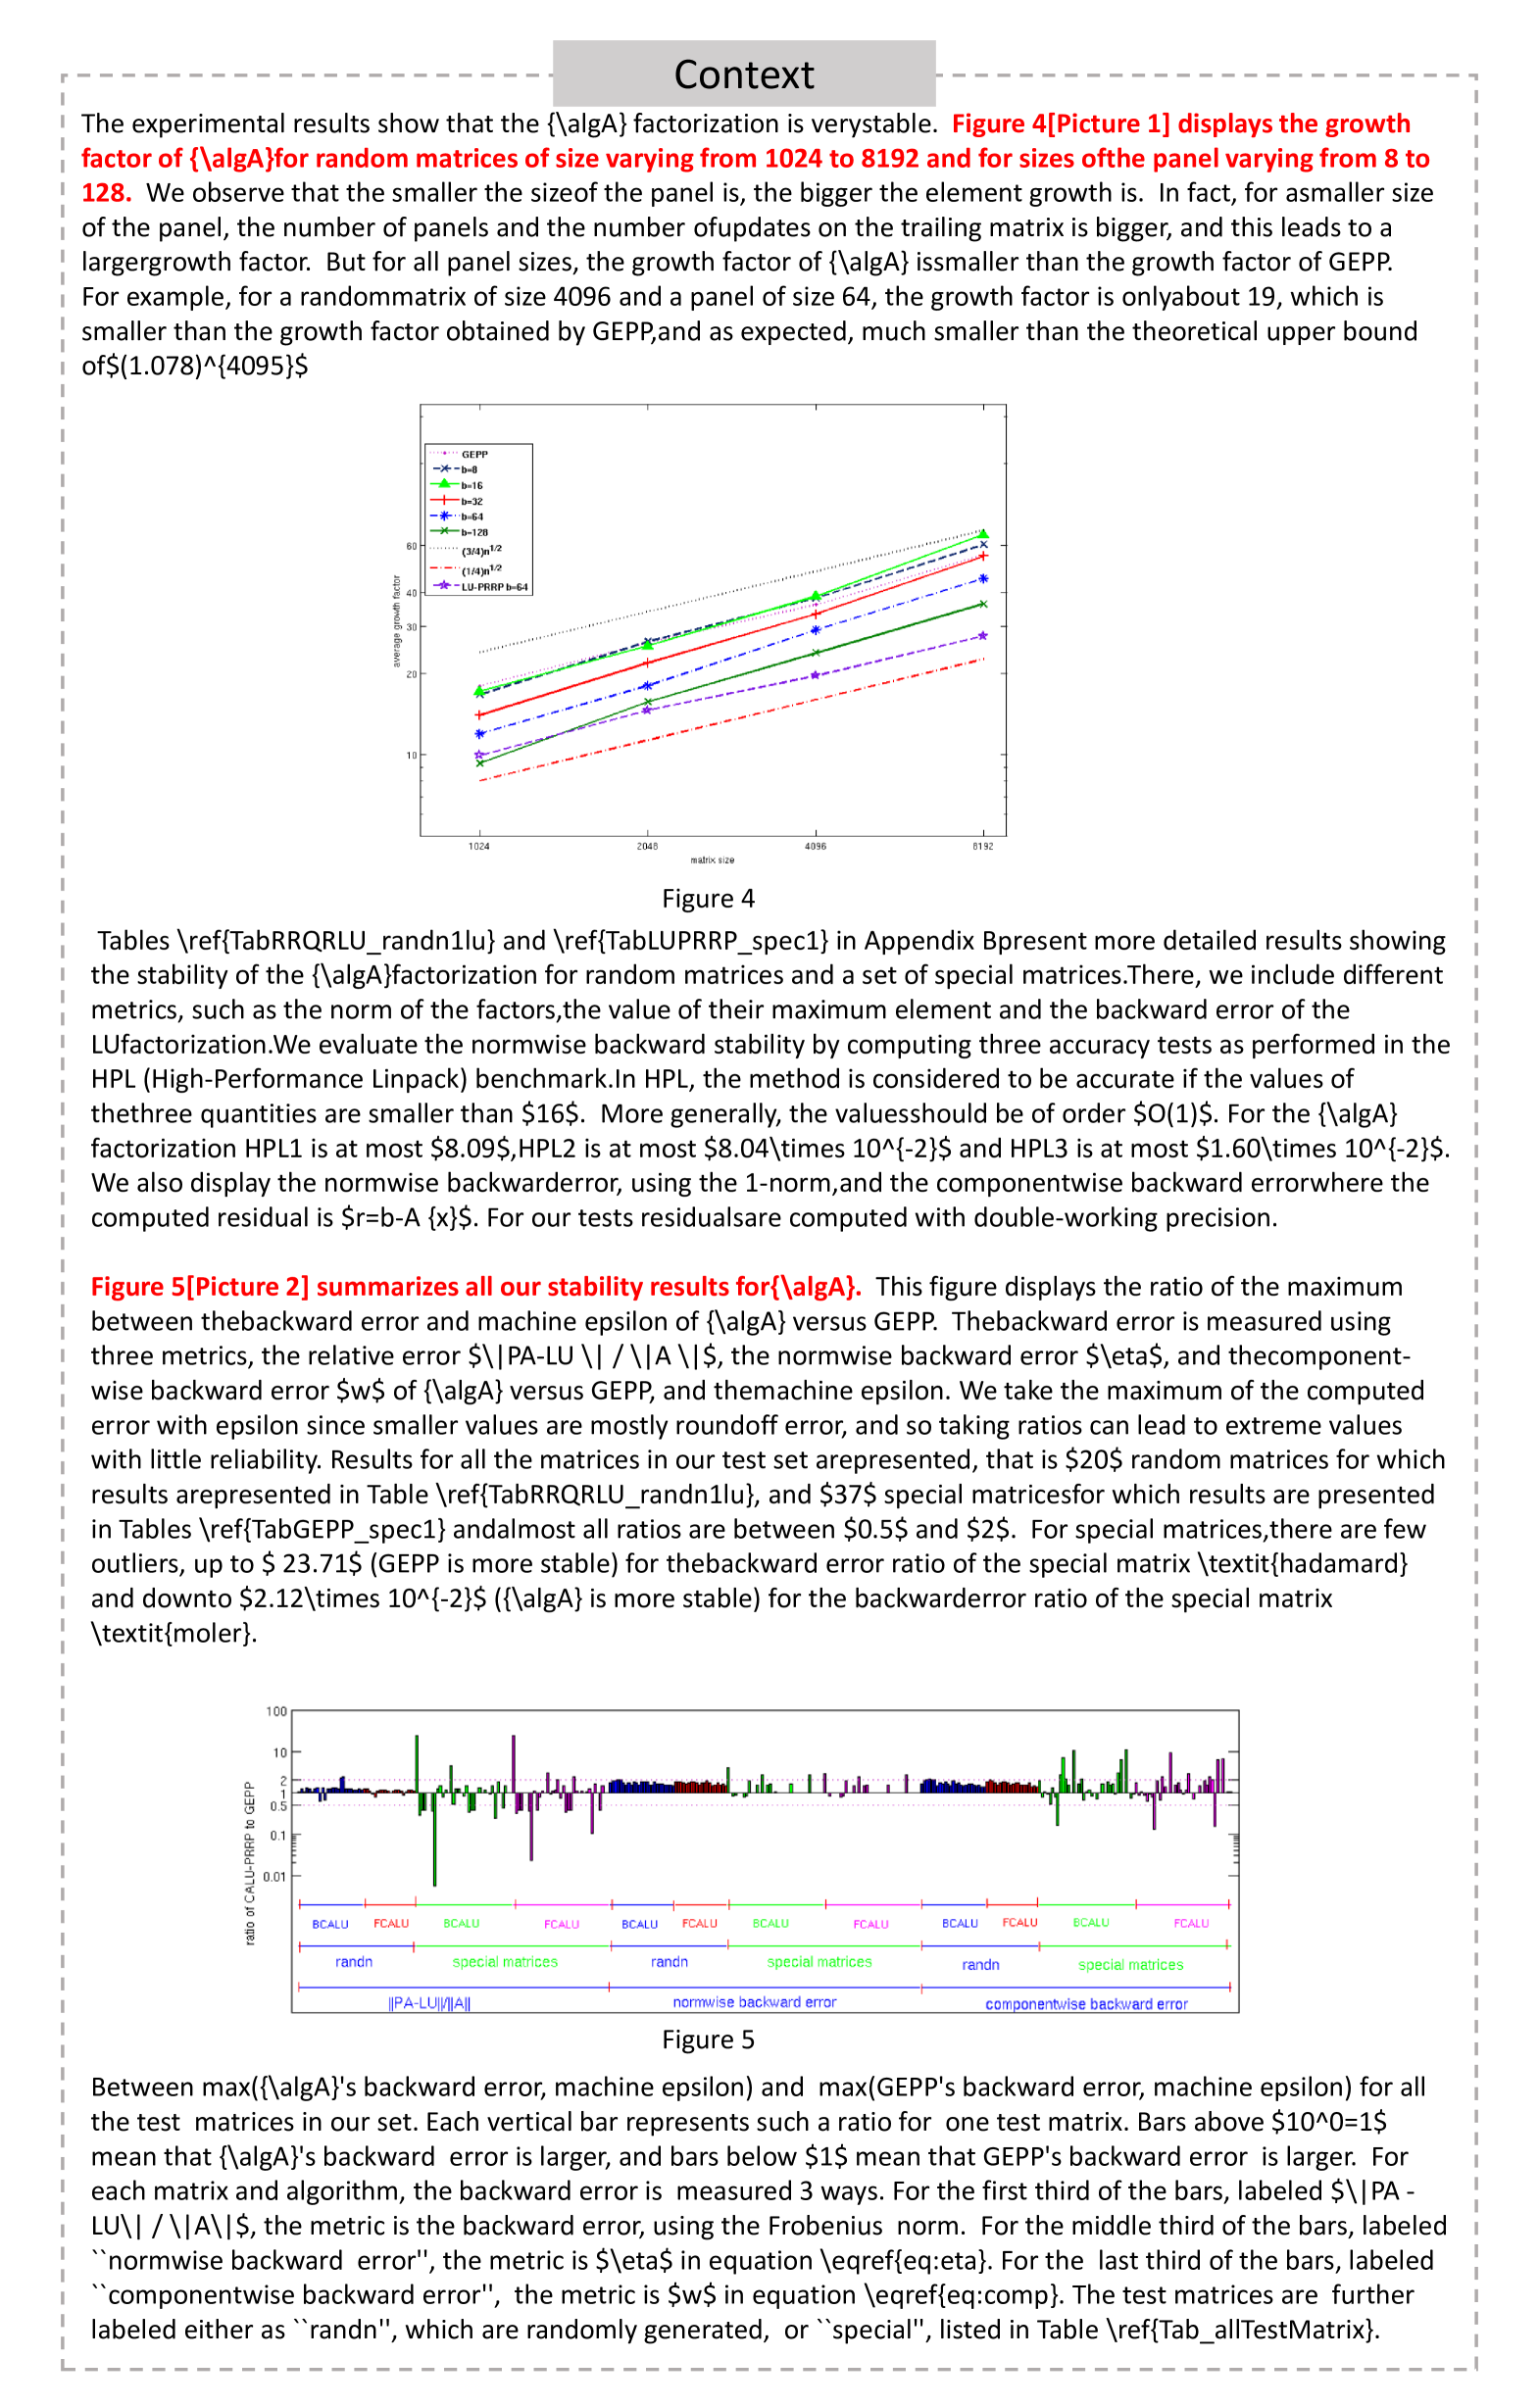 Context
The experimental results show that the {\algA} factorization is verystable.  Figure 4[Picture 1] displays the growth
factor of {\algA}for random matrices of size varying from 1024 to 8192 and for sizes ofthe panel varying from 8 to
128.  We observe that the smaller the sizeof the panel is, the bigger the element growth is.  In fact, for asmaller size
of the panel, the number of panels and the number ofupdates on the trailing matrix is bigger, and this leads to a
largergrowth factor.  But for all panel sizes, the growth factor of {\algA} issmaller than the growth factor of GEPP.
For example, for a randommatrix of size 4096 and a panel of size 64, the growth factor is onlyabout 19, which is
smaller than the growth factor obtained by GEPP,and as expected, much smaller than the theoretical upper bound
of$(1.078)^{4095}$
GEPP
b=8
b=16
b=32
b=64
b=128
(3/4)n^1/2
(1/4)n^1/2
LU-PRRP b=64
60
40
30
20
10
average growth factor
1024 2048 4096 8192
matrix size
Figure 4
Tables \ref{TabRRQRLU_randn1lu} and \ref{TabLUPRRP_spec1} in Appendix Bpresent more detailed results showing
the stability of the {\algA}factorization for random matrices and a set of special matrices.There, we include different
metrics, such as the norm of the factors,the value of their maximum element and the backward error of the
LUfactorization.We evaluate the normwise backward stability by computing three accuracy tests as performed in the
HPL (High-Performance Linpack) benchmark.In HPL, the method is considered to be accurate if the values of
thethree quantities are smaller than $16$.  More generally, the valuesshould be of order $O(1)$. For the {\algA}
factorization HPL1 is at most $8.09$,HPL2 is at most $8.04\times 10^{-2}$ and HPL3 is at most $1.60\times 10^{-2}$.
We also display the normwise backwarderror, using the 1-norm,and the componentwise backward errorwhere the
computed residual is $r=b-A {x}$. For our tests residualsare computed with double-working precision.
Figure 5[Picture 2] summarizes all our stability results for{\algA}.  This figure displays the ratio of the maximum
between thebackward error and machine epsilon of {\algA} versus GEPP.  Thebackward error is measured using
three metrics, the relative error $\|PA-LU \| / \|A \|$, the normwise backward error $\eta$, and thecomponent-
wise backward error $w$ of {\algA} versus GEPP, and themachine epsilon. We take the maximum of the computed
error with epsilon since smaller values are mostly roundoff error, and so taking ratios can lead to extreme values
with little reliability. Results for all the matrices in our test set arepresented, that is $20$ random matrices for which
results arepresented in Table \ref{TabRRQRLU_randn1lu}, and $37$ special matricesfor which results are presented
in Tables \ref{TabGEPP_spec1} andalmost all ratios are between $0.5$ and $2$.  For special matrices,there are few
outliers, up to $ 23.71$ (GEPP is more stable) for thebackward error ratio of the special matrix \textit{hadamard}
and downto $2.12\times 10^{-2}$ ({\algA} is more stable) for the backwarderror ratio of the special matrix
\textit{moler}.
100
10
2
1
0.5
0.1
0.01
ratio of CALU-PRRP to GEPP
BCALU FCALU BCALU FCALU BCALU FCALU BCALU FCALU BCALU FCALU BCALU FCALU
randn special matrices randn special matrices randn special matrices
||PA-LU||/||A|| normwise backward error componentwise backward error
Figure 5
Between max({\algA}'s backward error, machine epsilon) and  max(GEPP's backward error, machine epsilon) for all
the test  matrices in our set. Each vertical bar represents such a ratio for  one test matrix. Bars above $10^0=1$
mean that {\algA}'s backward  error is larger, and bars below $1$ mean that GEPP's backward error  is larger.  For
each matrix and algorithm, the backward error is  measured 3 ways. For the first third of the bars, labeled $\|PA -
LU\| / \|A\|$, the metric is the backward error, using the Frobenius  norm.  For the middle third of the bars, labeled
``normwise backward  error'', the metric is $\eta$ in equation \eqref{eq:eta}. For the  last third of the bars, labeled
``componentwise backward error'',  the metric is $w$ in equation \eqref{eq:comp}. The test matrices are  further
labeled either as ``randn'', which are randomly generated,  or ``special'', listed in Table \ref{Tab_allTestMatrix}.